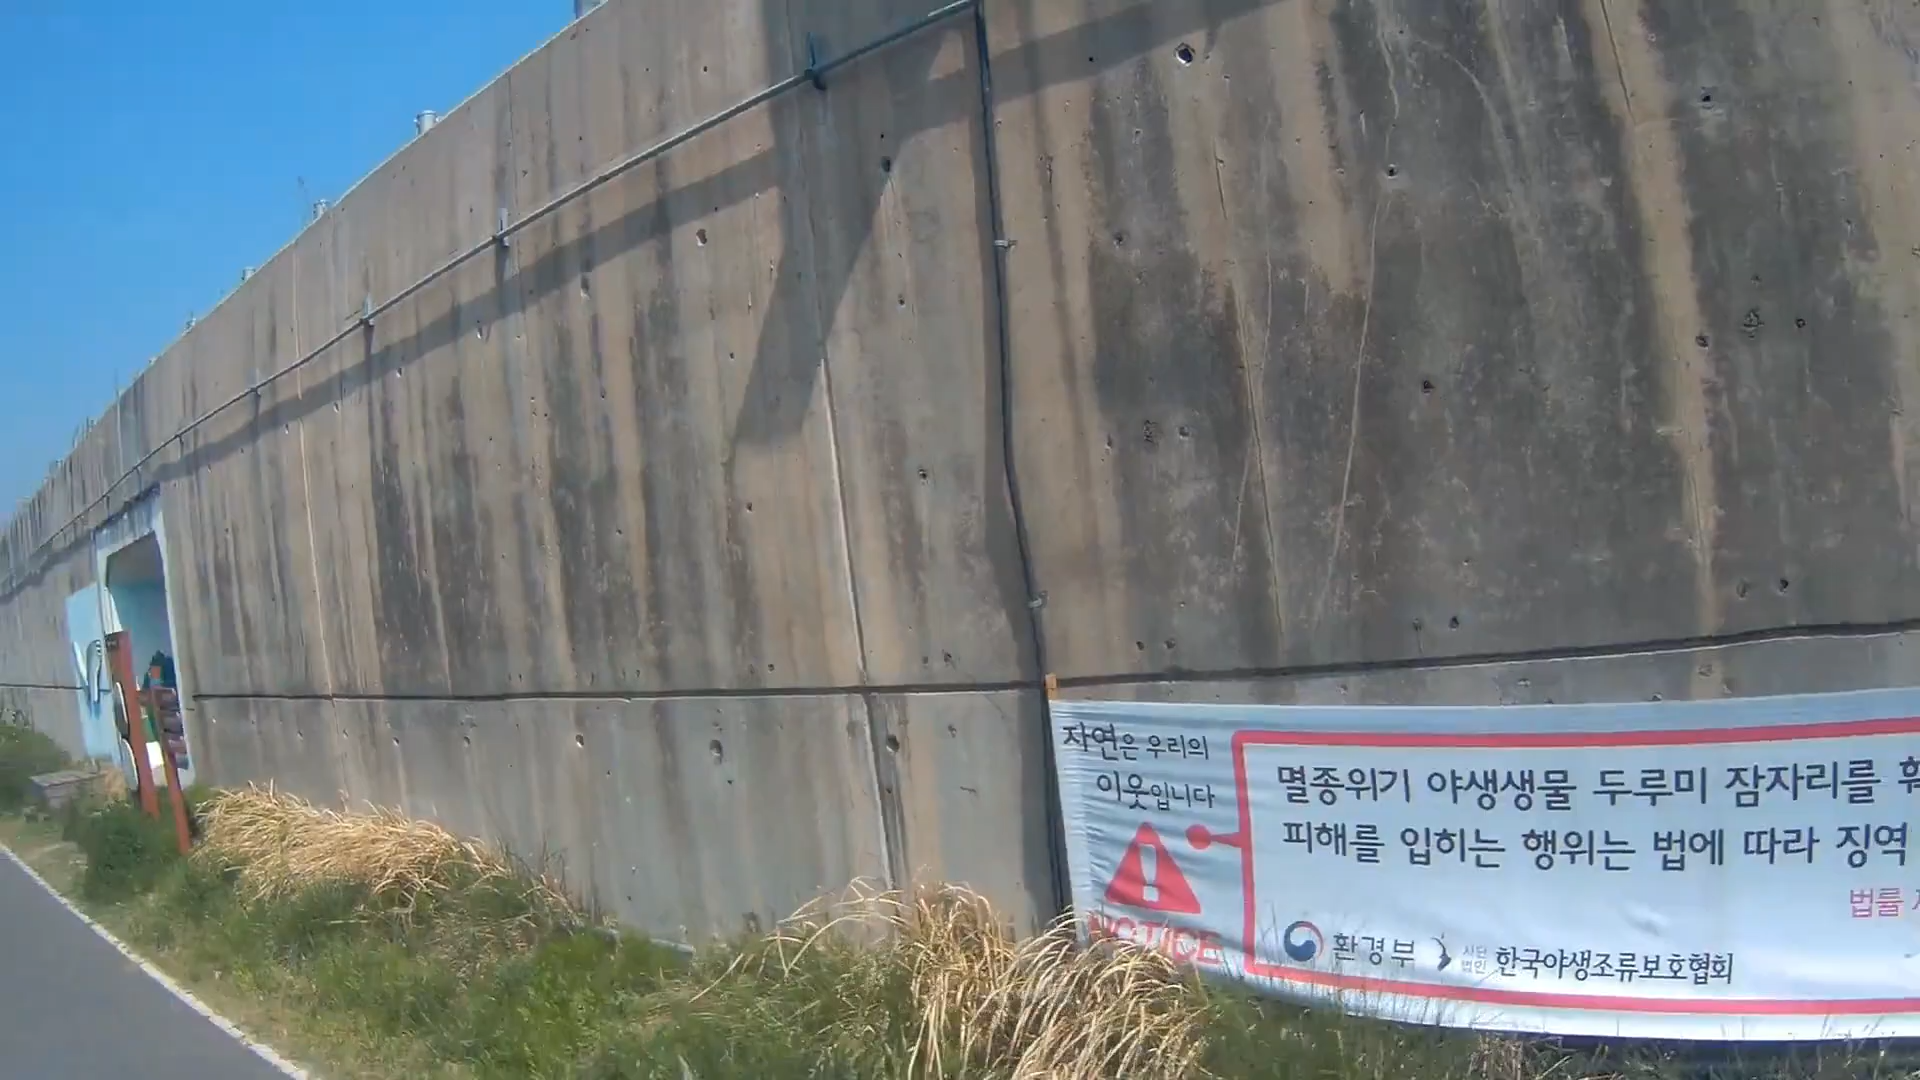 자연은 우리의
이웃입니다
NOTICE
멸종위기 야생생물 두루미 잠자리를
피해를 입히는 행위는 법에 따라 징역
법률
환경부
사단법인 한국야생조류보호협회